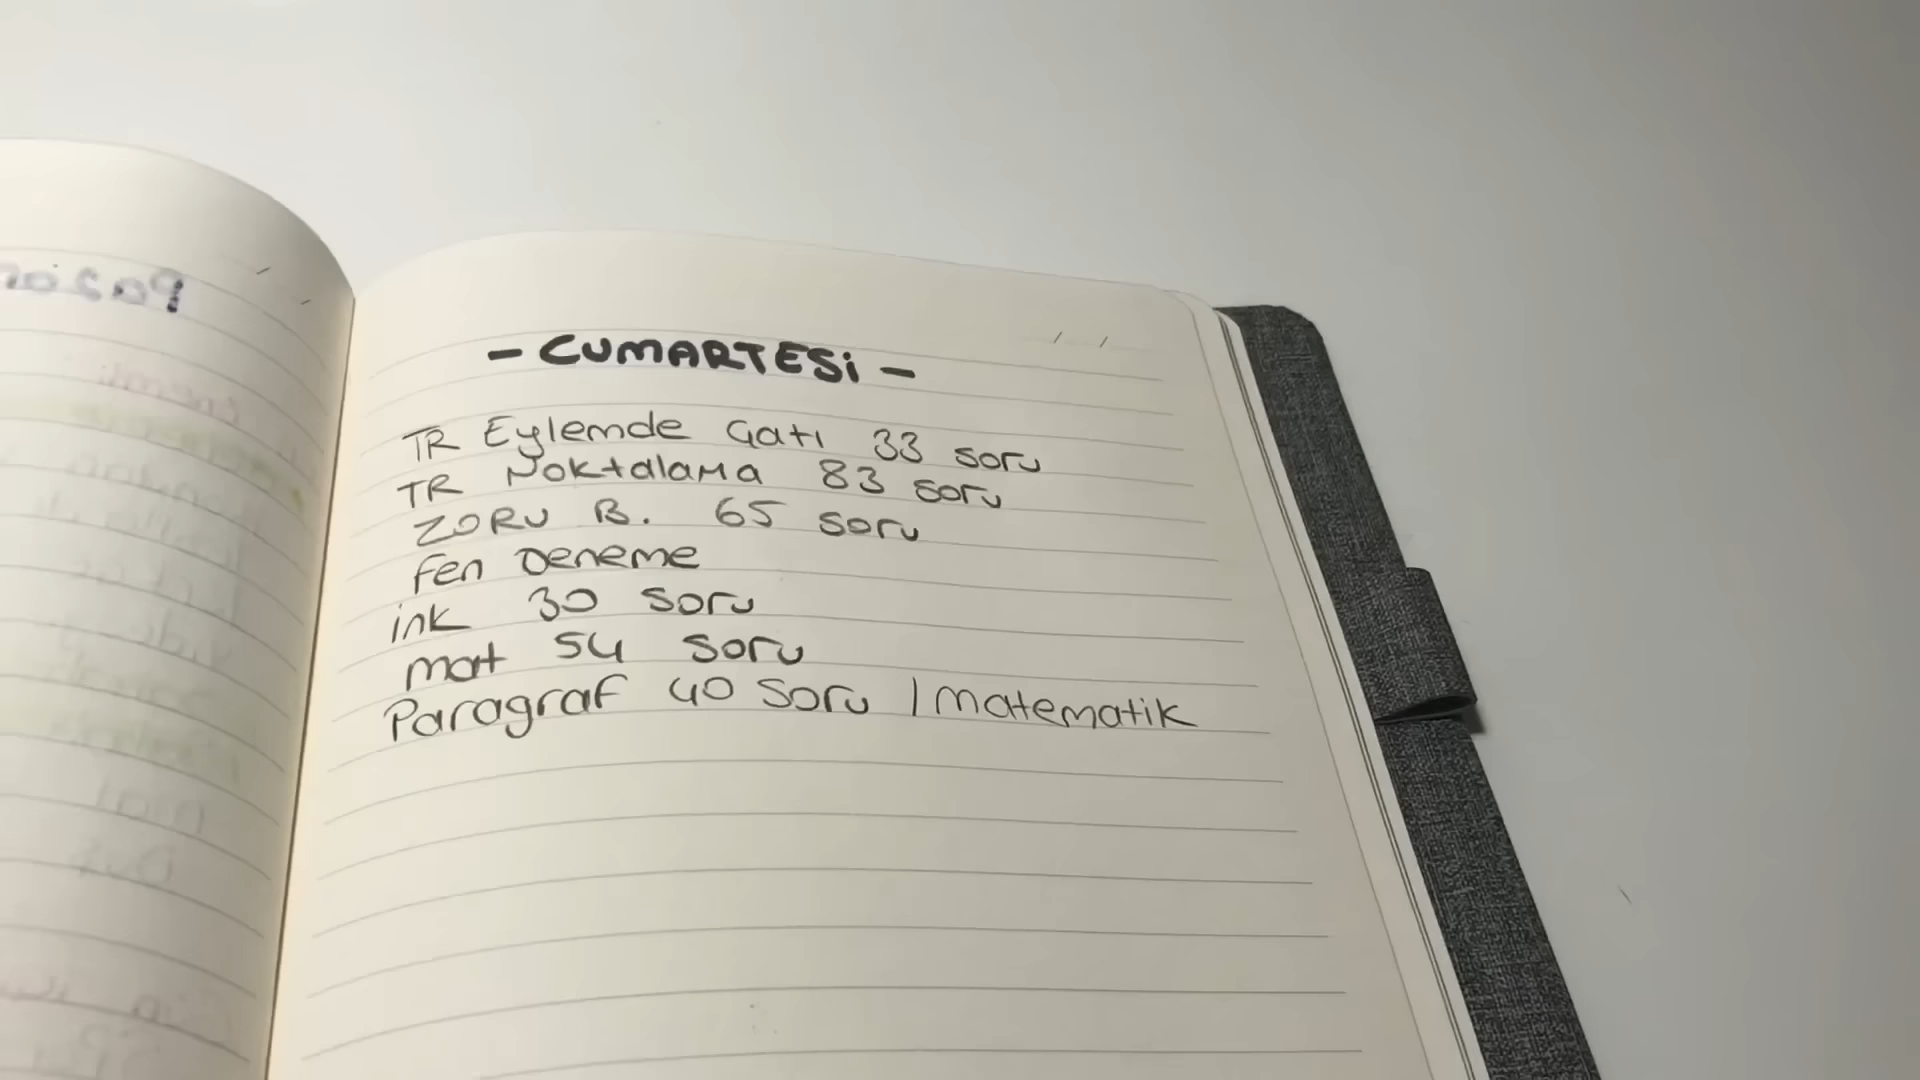 - CUMARTESi -
TR Eylemde Çatı 33 soru
TR Noktalama 83 soru
ZORU B. 65 soru
Fen Deneme
ink 30 soru
mat 54 soru
Paragraf 40 soru / Matematik